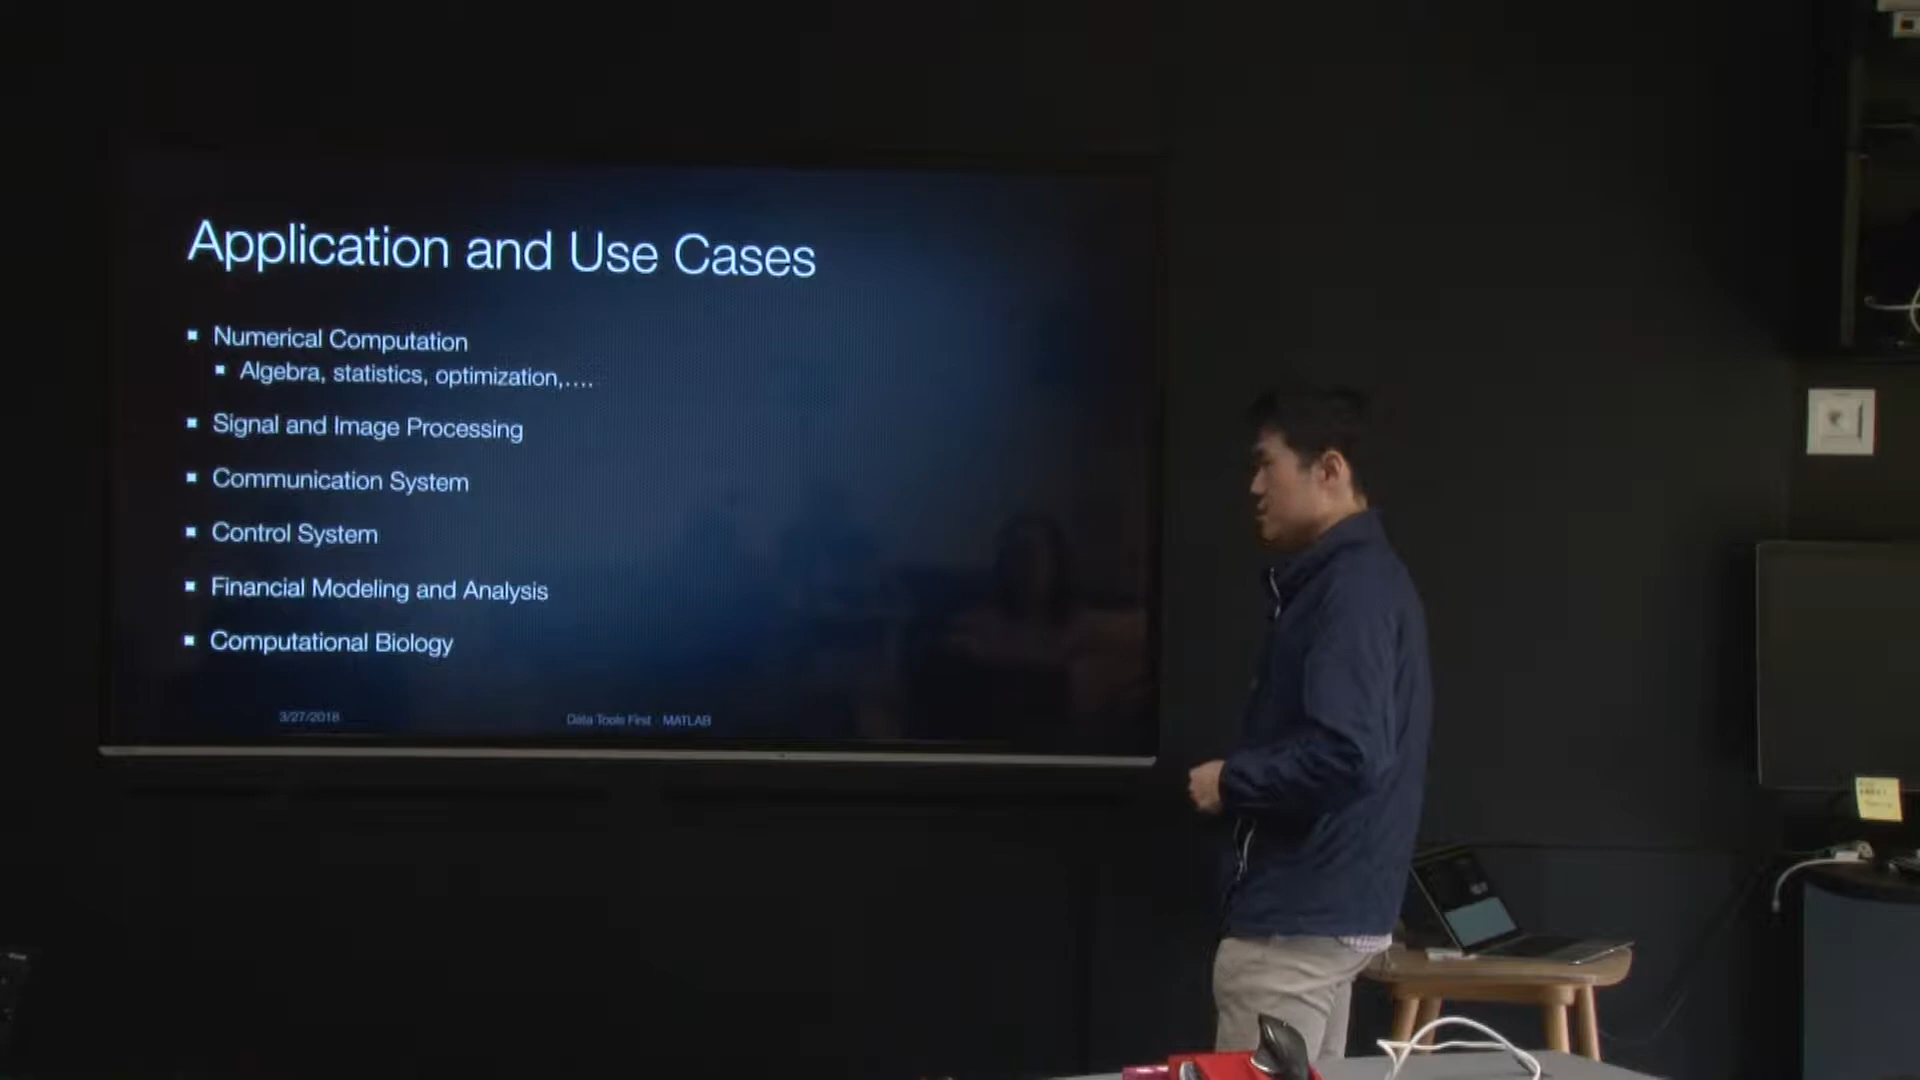 Application and Use Cases
Numerical Computation
Algebra, statistics, optimization,....
Signal and Image Processing
Communication System
Control System
Financial Modeling and Analysis
Computational Biology
3/27/2018
Data Tools First - MATLAB